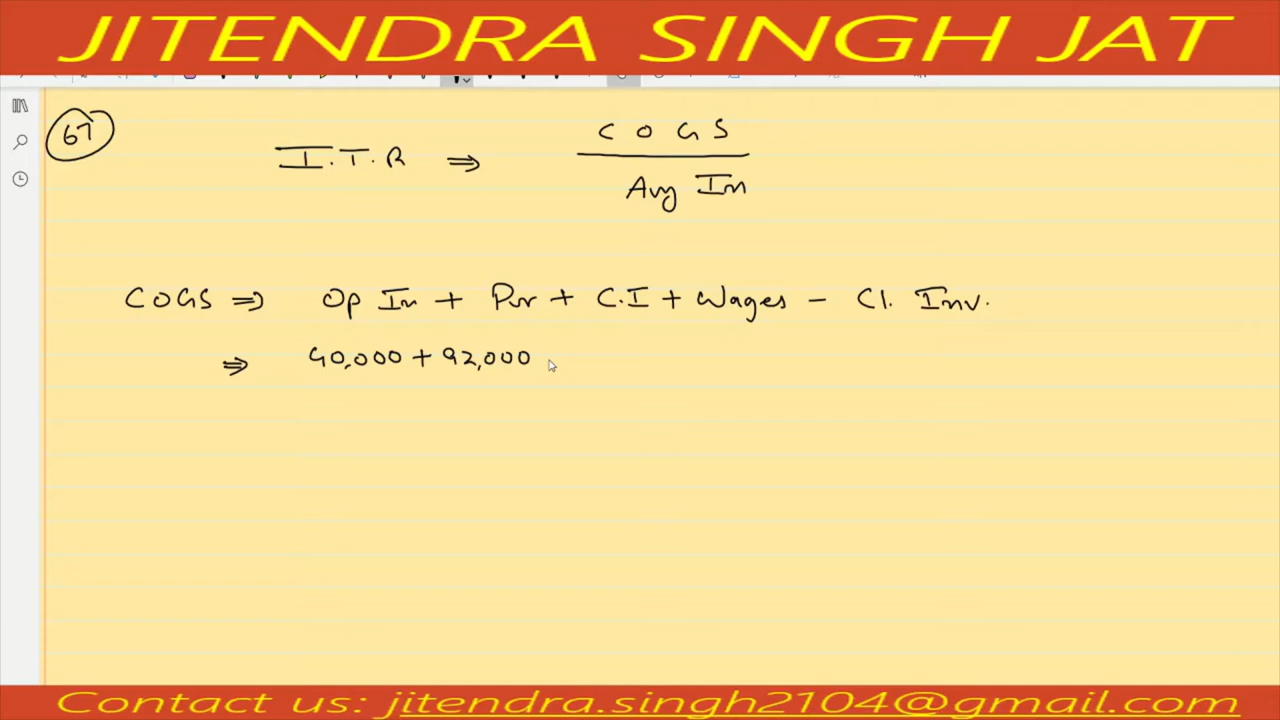 JITENDRA SINGH JAT
67
C O G S
I.T.R ⇒
Avg In
COGS ⇒ Op In + Pur + C.I + Wages - Cl. Inv.
⇒ 40,000 + 92,000
Contact us: jitendra.singh2104@gmail.com